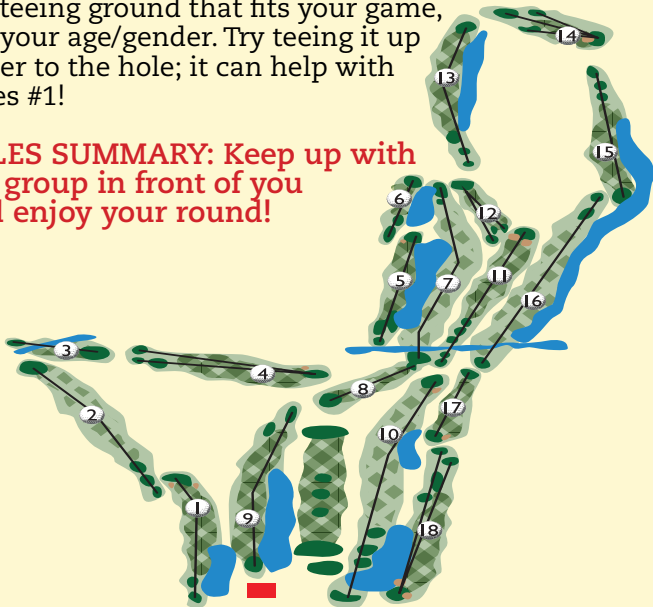 teeing ground that fits your game,
your age/gender. Try teeing it up
er to the hole; it can help with
es #1!
LES SUMMARY: Keep up with
group in front of you
d enjoy your round!
14
13
15
6
12
5
7
11
16
3
4
8
2
17
10
1
9
18